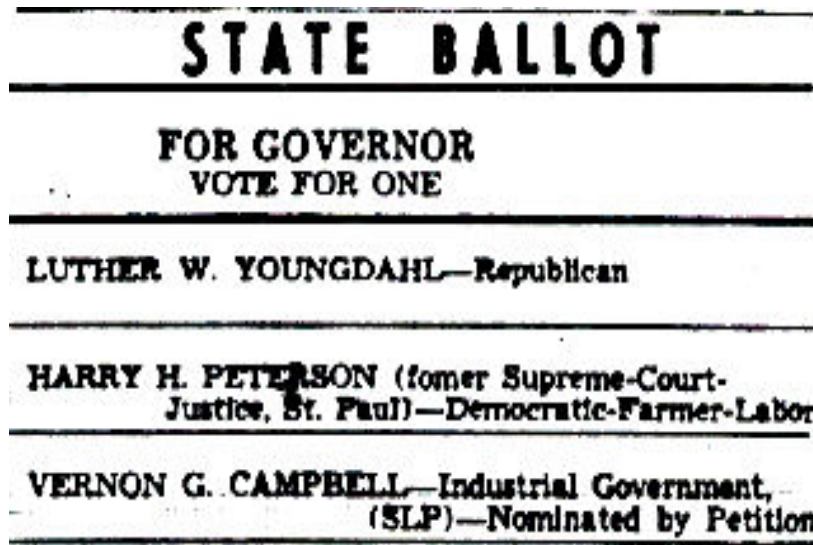 STATE BALLOT
FOR GOVERNOR
VOTE FOR ONE
LUTHER W. YOUNGDAHL—Republican
HARRY H. PETERSON (fomer Supreme-Court-
Justice, St. Paul)—Democratic-Farmer-Labor
VERNON G. CAMPBELL—Industrial Government,
(SLP)—Nominated by Petition